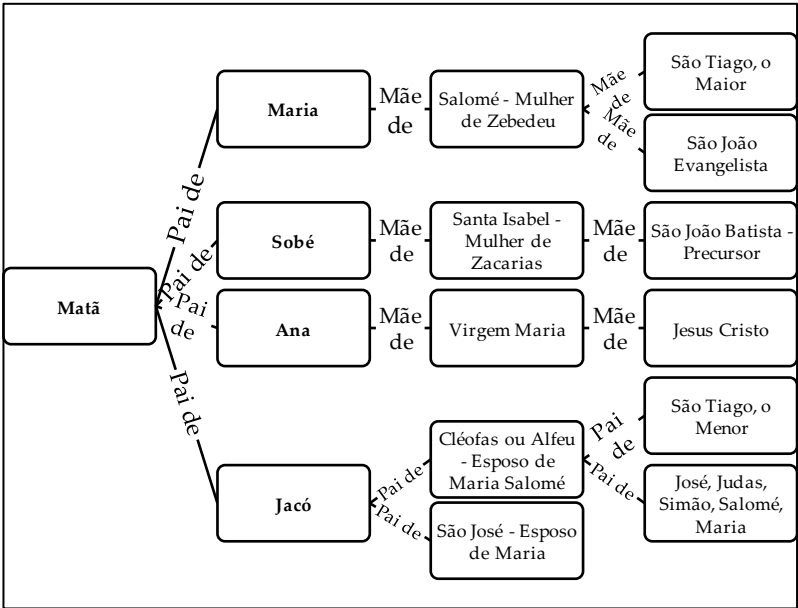 Matã
Pai de
Maria
Mãe
de
Salomé - Mulher
de Zebedeu
Mãe
de
São Tiago, o
Maior
Mãe
de
São João
Evangelista
Pai de
Sobé
Mãe
de
Santa Isabel -
Mulher de
Zacarias
Mãe
de
São João Batista -
Precursor
Pai
de
Ana
Mãe
de
Virgem Maria
Mãe
de
Jesus Cristo
Pai de
Jacó
Pai de
Cléofas ou Alfeu
- Esposo de
Maria Salomé
Pai
de
São Tiago, o
Menor
Pai de
José, Judas,
Simão, Salomé,
Maria
Pai de
São José - Esposo
de Maria